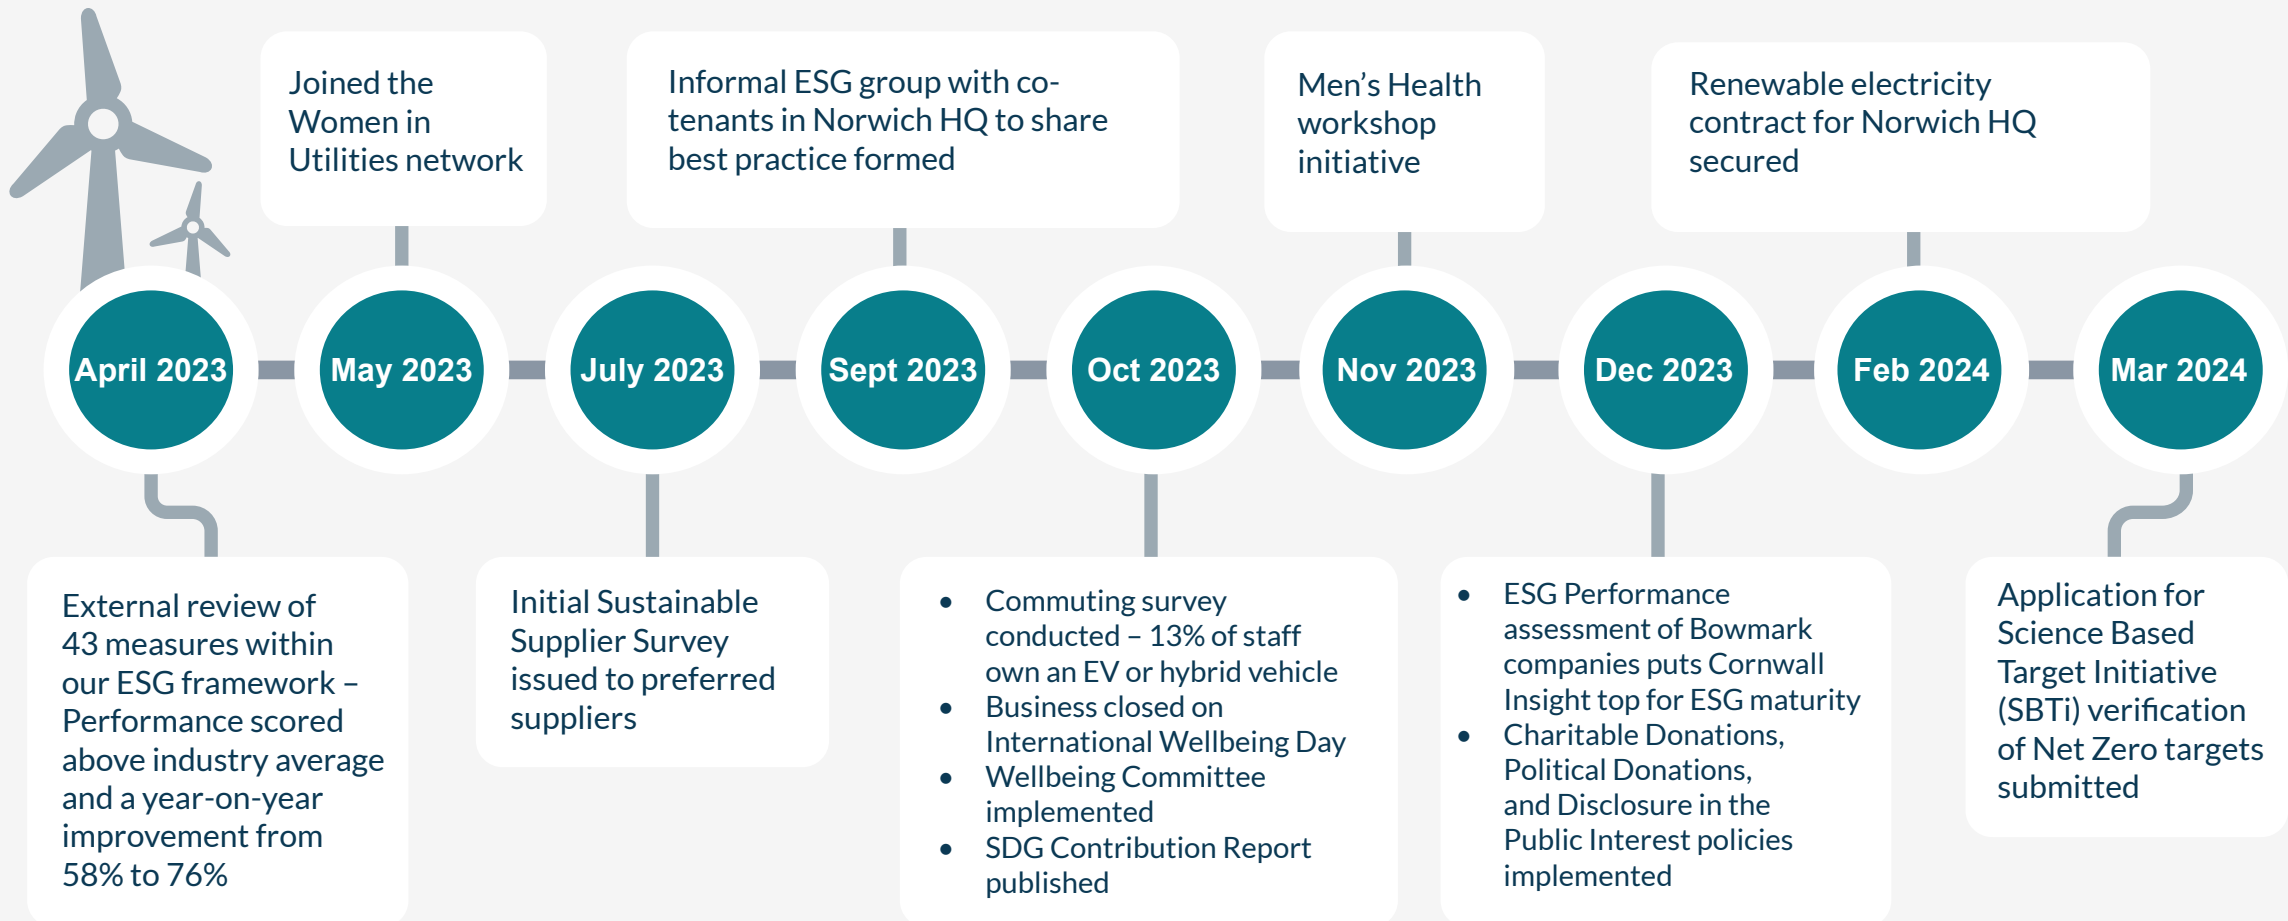 Joined the
Women in
Utilities network
Informal ESG group with co-
tenants in Norwich HQ to share
best practice formed
Men’s Health
workshop
initiative
Renewable electricity
contract for Norwich HQ
secured
April 2023
May 2023
July 2023
Sept 2023
Oct 2023
Nov 2023
Dec 2023
Feb 2024
Mar 2024
External review of
43 measures within
our ESG framework –
Performance scored
above industry average
and a year-on-year
improvement from
58% to 76%
Initial Sustainable
Supplier Survey
issued to preferred
suppliers
• Commuting survey
conducted – 13% of staff
own an EV or hybrid vehicle
• Business closed on
International Wellbeing Day
• Wellbeing Committee
implemented
• SDG Contribution Report
published
• ESG Performance
assessment of Bowmark
companies puts Cornwall
Insight top for ESG maturity
• Charitable Donations,
Political Donations,
and Disclosure in the
Public Interest policies
implemented
Application for
Science Based
Target Initiative
(SBTi) verification
of Net Zero targets
submitted